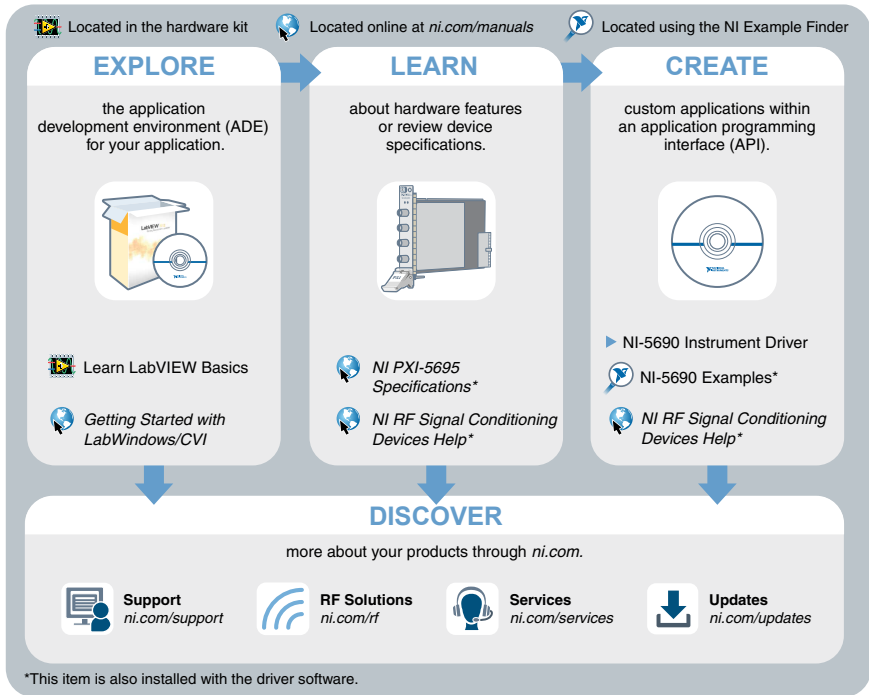 Located in the hardware kit
Located online at ni.com/manuals
Located using the NI Example Finder
EXPLORE
the application
development environment (ADE)
for your application.
LabVIEW
Learn LabVIEW Basics
Getting Started with
LabWindows/CVI
LEARN
about hardware features
or review device
specifications.
NI PXI-5695
Specifications*
NI RF Signal Conditioning
Devices Help*
CREATE
custom applications within
an application programming
interface (API).
NI-5690 Instrument Driver
NI-5690 Examples*
NI RF Signal Conditioning
Devices Help*
DISCOVER
more about your products through ni.com.
Support
ni.com/support
RF Solutions
ni.com/rf
Services
ni.com/services
Updates
ni.com/updates
*This item is also installed with the driver software.